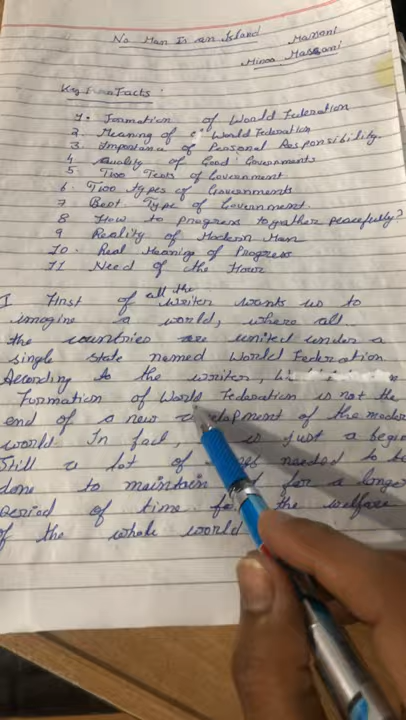 No Man Is an Island
Minoo Masani
Key Facts
1. Formation of World Federation
2. Meaning of World Federation
3. Importance of Personal Responsibility.
4 Quality of Good Governments
5 Two Tests of Government
6. Two types of Governments
7 Best Type of Government.
8 How to progress together peacefully?
9 Reality of Modern Man
10. Real Meaning of Progress
11 Need of the Hour
I First of all the writer wants us to
imagine a world, where all
the countries are united under a
single state named World Federation
According to the writer,
Formation of World Federation is not the
end of a new of the
world In fact, is just a
Still a lot of needed to be
done to maintain for a longer
period of time the welfare
of the whole world